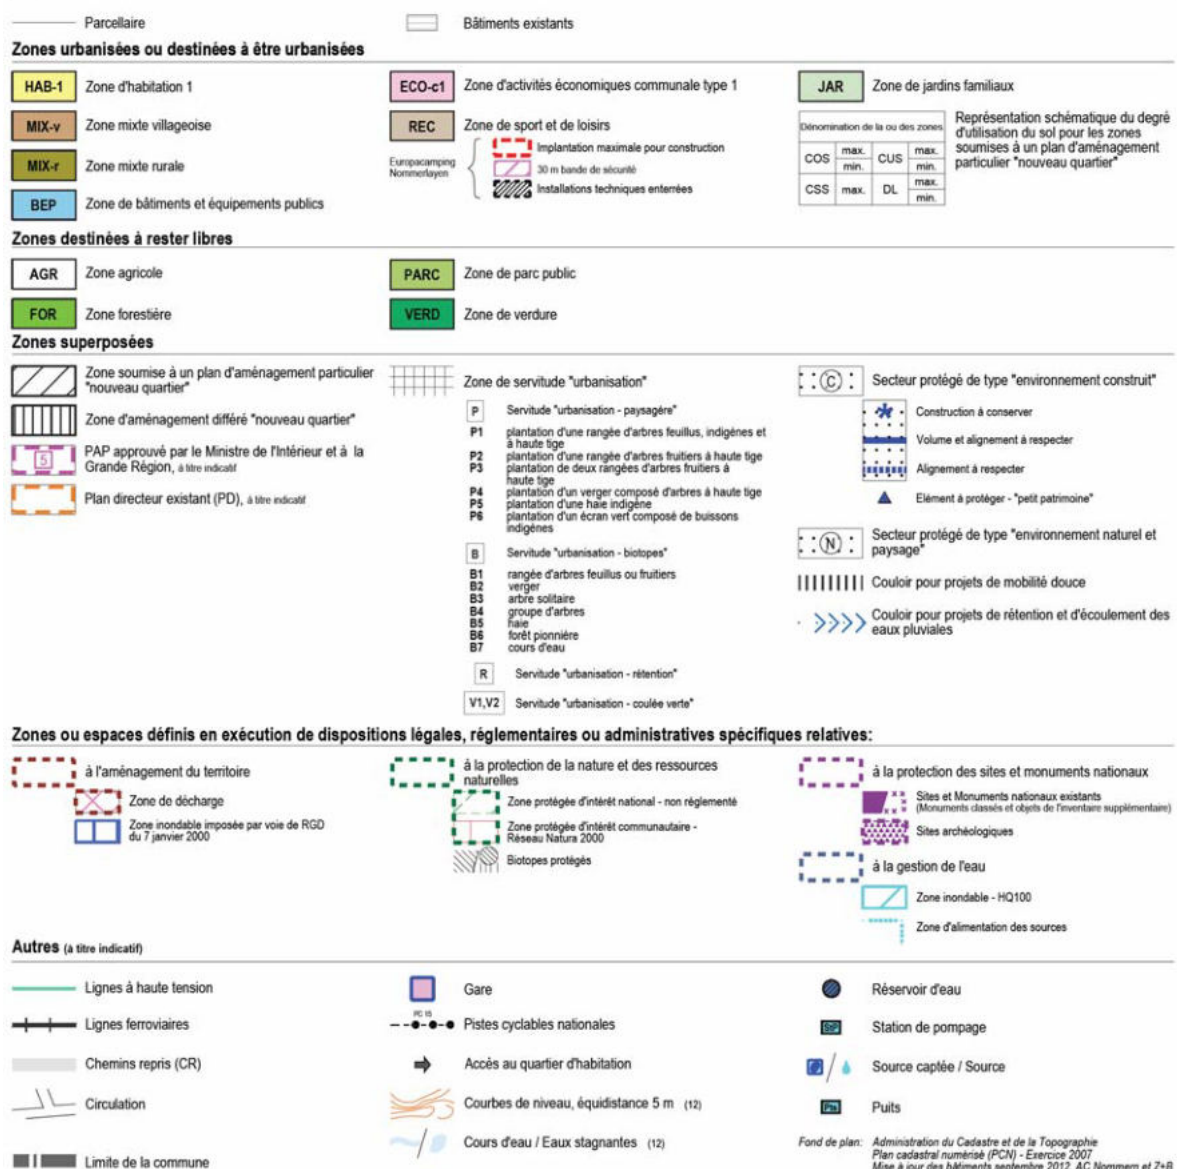 Parcellaire
Bâtiments existants
Zones urbanisées ou destinées à être urbanisées
HAB-1 Zone d'habitation 1
MIX-v Zone mixte villageoise
MIX-r Zone mixte rurale
BEP Zone de bâtiments et équipements publics
ECO-c1 Zone d'activités économiques communale type 1
REC Zone de sport et de loisirs
Europacamping
Nommerlayen
Implantation maximale pour construction
30 m bande de sécurité
Installations techniques enterrées
JAR Zone de jardins familiaux
Dénomination de la ou des zones
COS max. CUS max.
min. min.
CSS max. DL max.
min.
Représentation schématique du degré
d'utilisation du sol pour les zones
soumises à un plan d'aménagement
particulier "nouveau quartier"
Zones destinées à rester libres
AGR Zone agricole
FOR Zone forestière
PARC Zone de parc public
VERD Zone de verdure
Zones superposées
Zone soumise à un plan d'aménagement particulier
"nouveau quartier"
Zone d'aménagement différé "nouveau quartier"
5 PAP approuvé par le Ministre de l'Intérieur et à la
Grande Région, à titre indicatif
Plan directeur existant (PD), à titre indicatif
Zone de servitude "urbanisation"
P Servitude "urbanisation - paysagére"
P1 plantation d'une rangée d'arbres feuillus, indigènes et
à haute tige
P2 plantation d'une rangée d'arbres fruitiers à haute tige
P3 plantation de deux rangées d'arbres fruitiers à
haute tige
P4 plantation d'un verger composé d'arbres à haute tige
P5 plantation d'une haie indigène
P6 plantation d'un écran vert composé de buissons
indigènes
B Servitude "urbanisation - biotopes"
B1 rangée d'arbres feuillus ou fruitiers
B2 verger
B3 arbre solitaire
B4 groupe d'arbres
B5 haie
B6 forêt pionnière
B7 cours d'eau
R Servitude "urbanisation - rétention"
V1,V2 Servitude "urbanisation - coulée verte"
C Secteur protégé de type "environnement construit"
Construction à conserver
Volume et alignement à respecter
Alignement à respecter
Elément à protéger - "petit patrimoine"
N Secteur protégé de type "environnement naturel et
paysage"
Couloir pour projets de mobilité douce
Couloir pour projets de rétention et d'écoulement des
eaux pluviales
Zones ou espaces définis en exécution de dispositions légales, réglementaires ou administratives spécifiques relatives:
à l'aménagement du territoire
Zone de décharge
Zone inondable imposée par voie de RGD
du 7 janvier 2000
à la protection de la nature et des ressources
naturelles
Zone protégée d'intérêt national - non réglementé
Zone protégée d'intérêt communautaire -
Réseau Natura 2000
Biotopes protégés
à la protection des sites et monuments nationaux
Sites et Monuments nationaux existants
(Monuments classés et objets de l'inventaire supplémentaire)
Sites archéologiques
à la gestion de l'eau
Zone inondable - HQ100
Zone d'alimentation des sources
Autres (à titre indicatif)
Lignes à haute tension
Lignes ferroviaires
Chemins repris (CR)
Circulation
Limite de la commune
Gare
PC 15
Pistes cyclables nationales
Accès au quartier d'habitation
Courbes de niveau, équidistance 5 m (12)
Cours d'eau / Eaux stagnantes (12)
Réservoir d'eau
StP Station de pompage
Source captée / Source
Puits
Fond de plan: Administration du Cadastre et de la Topographie
Plan cadastral numérisé (PCN) - Exercice 2007
Mise à jour des bâtiments septembre 2012, AC Nommern et Z+B